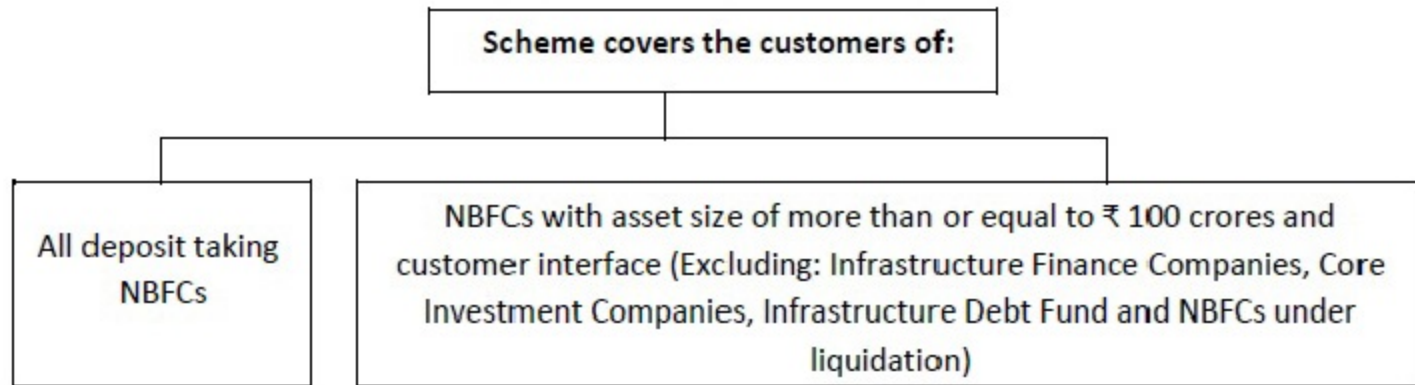 Scheme covers the customers of:
All deposit taking
NBFCs
NBFCs with asset size of more than or equal to ₹ 100 crores and
customer interface (Excluding: Infrastructure Finance Companies, Core
Investment Companies, Infrastructure Debt Fund and NBFCs under
liquidation)